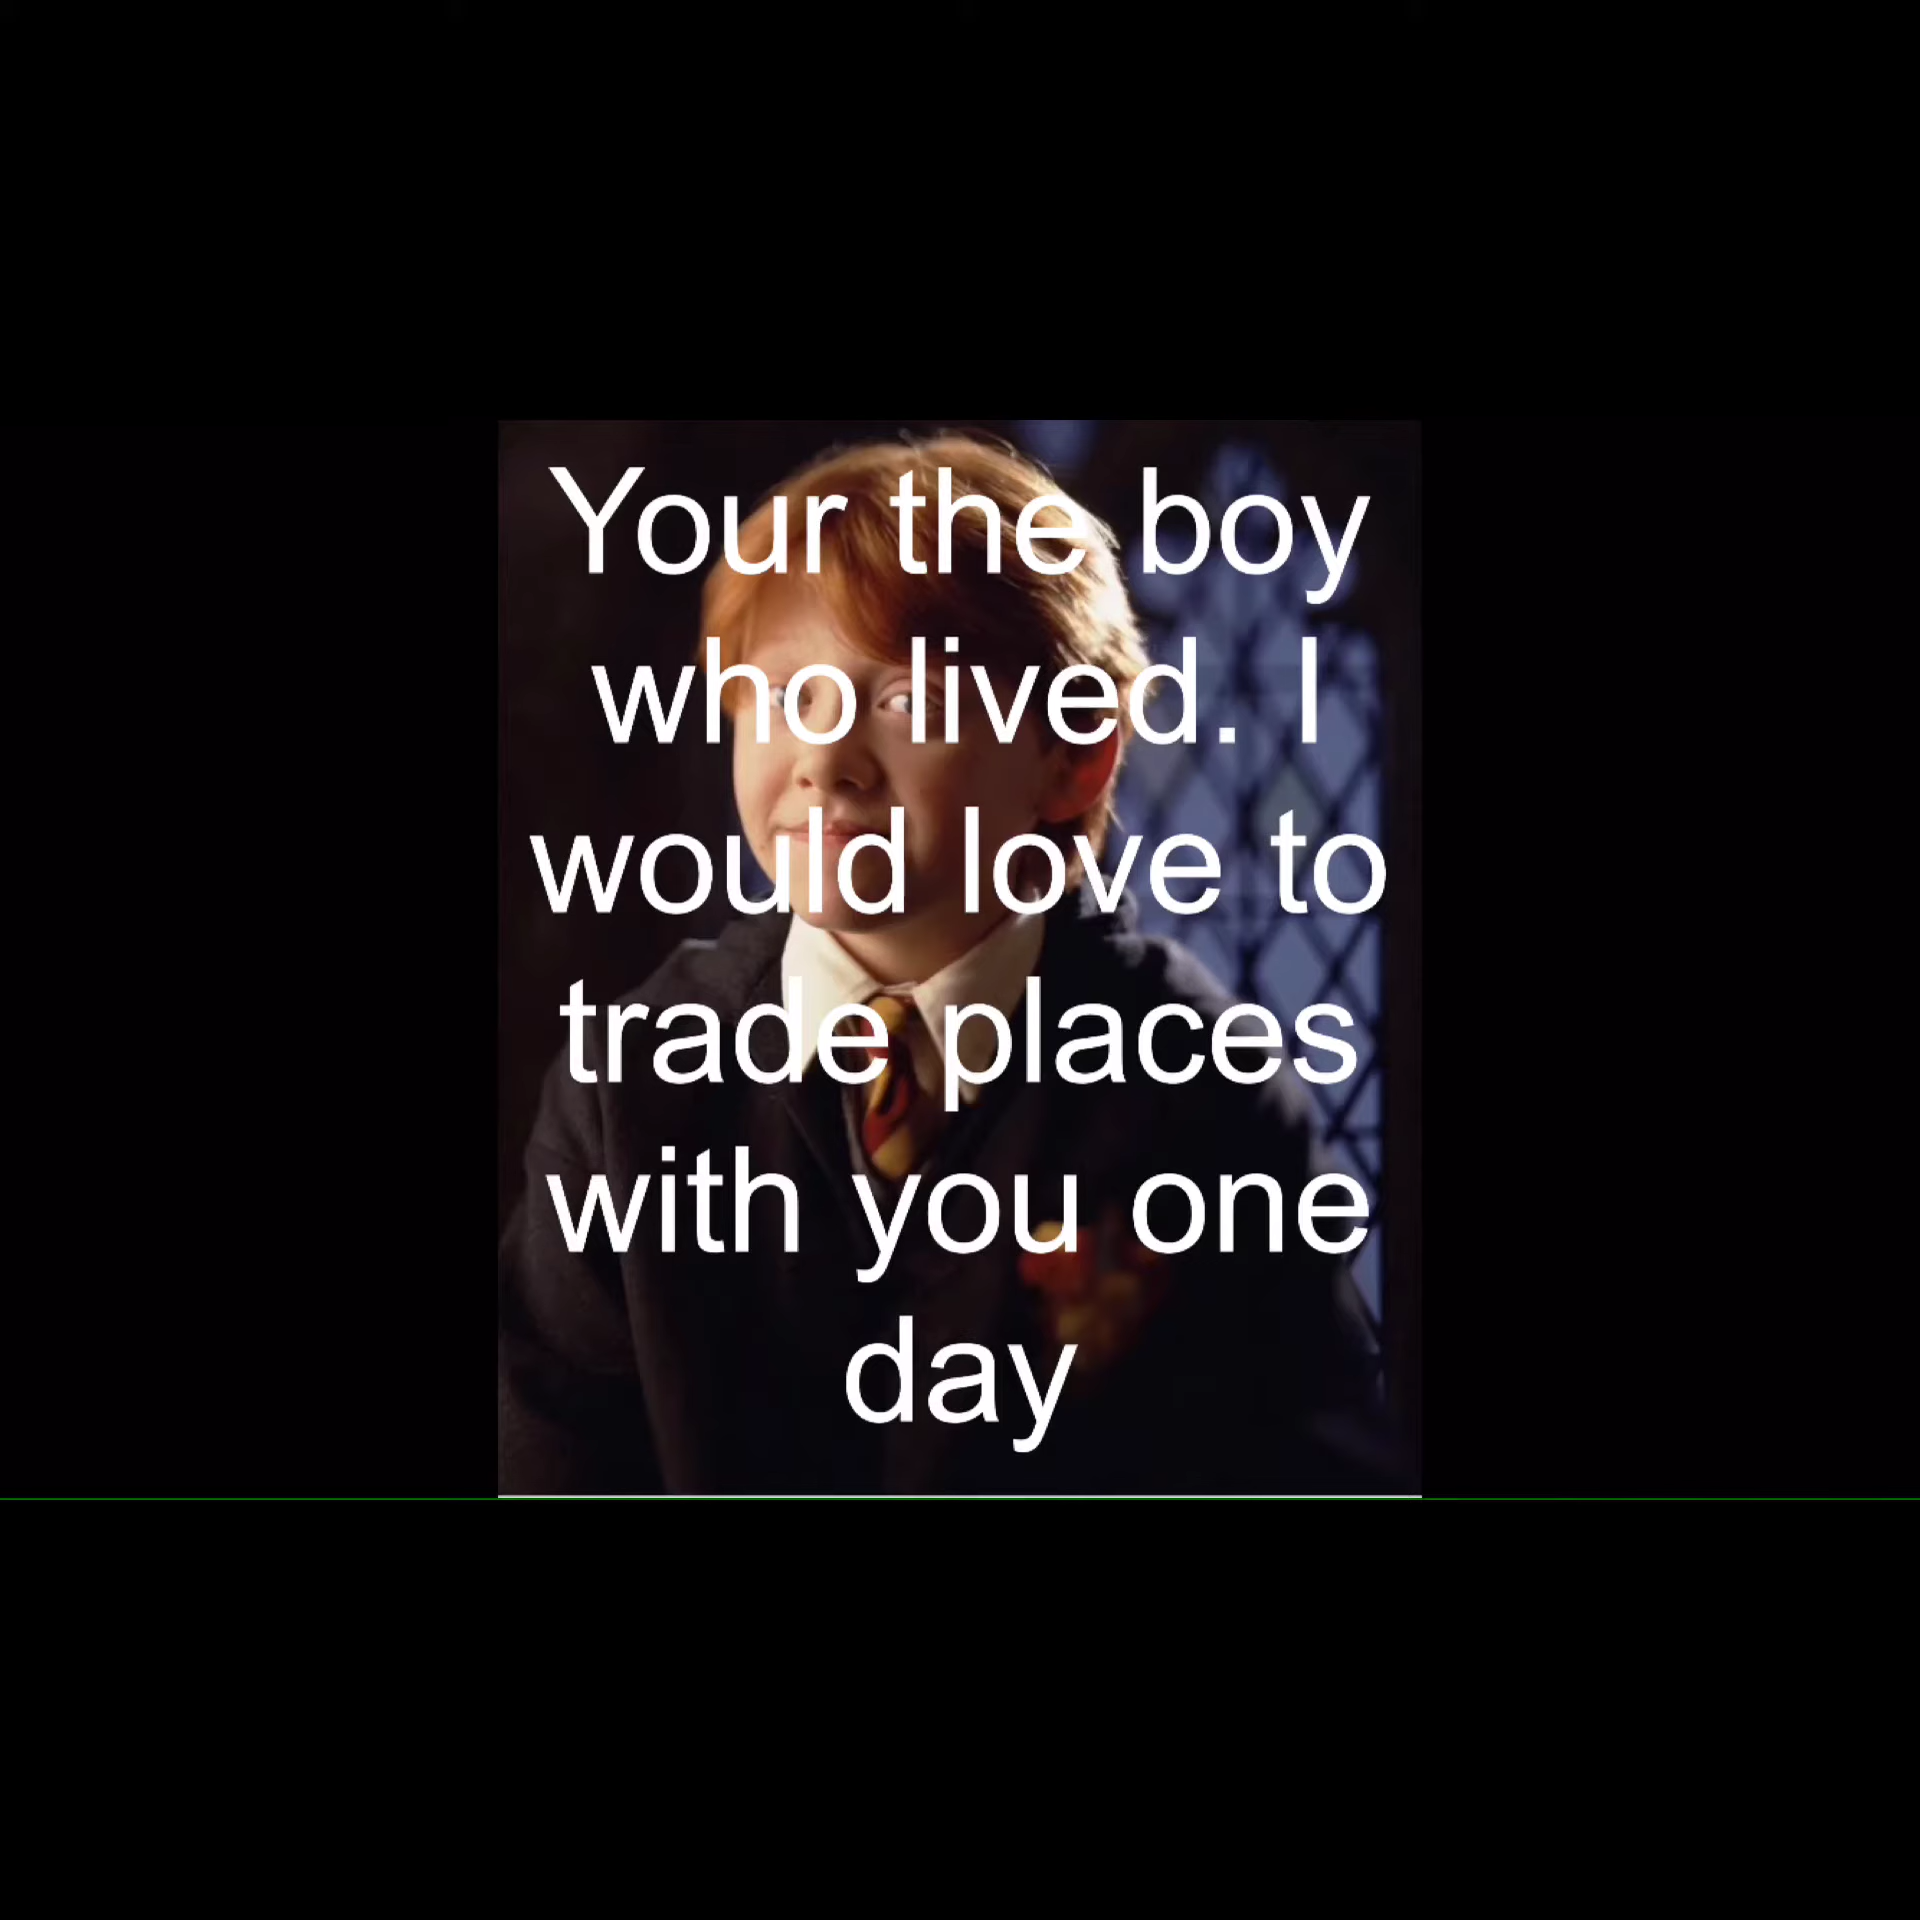 Your the boy
who lived. I
would love to
trade places
with you one
day